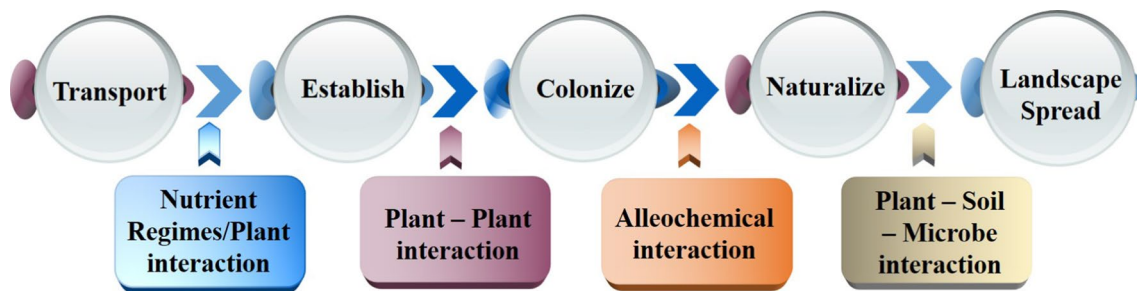 Transport
Establish
Colonize
Naturalize
Landscape
Spread
Nutrient
Regimes/Plant
interaction
Plant – Plant
interaction
Alleochemical
interaction
Plant – Soil
– Microbe
interaction